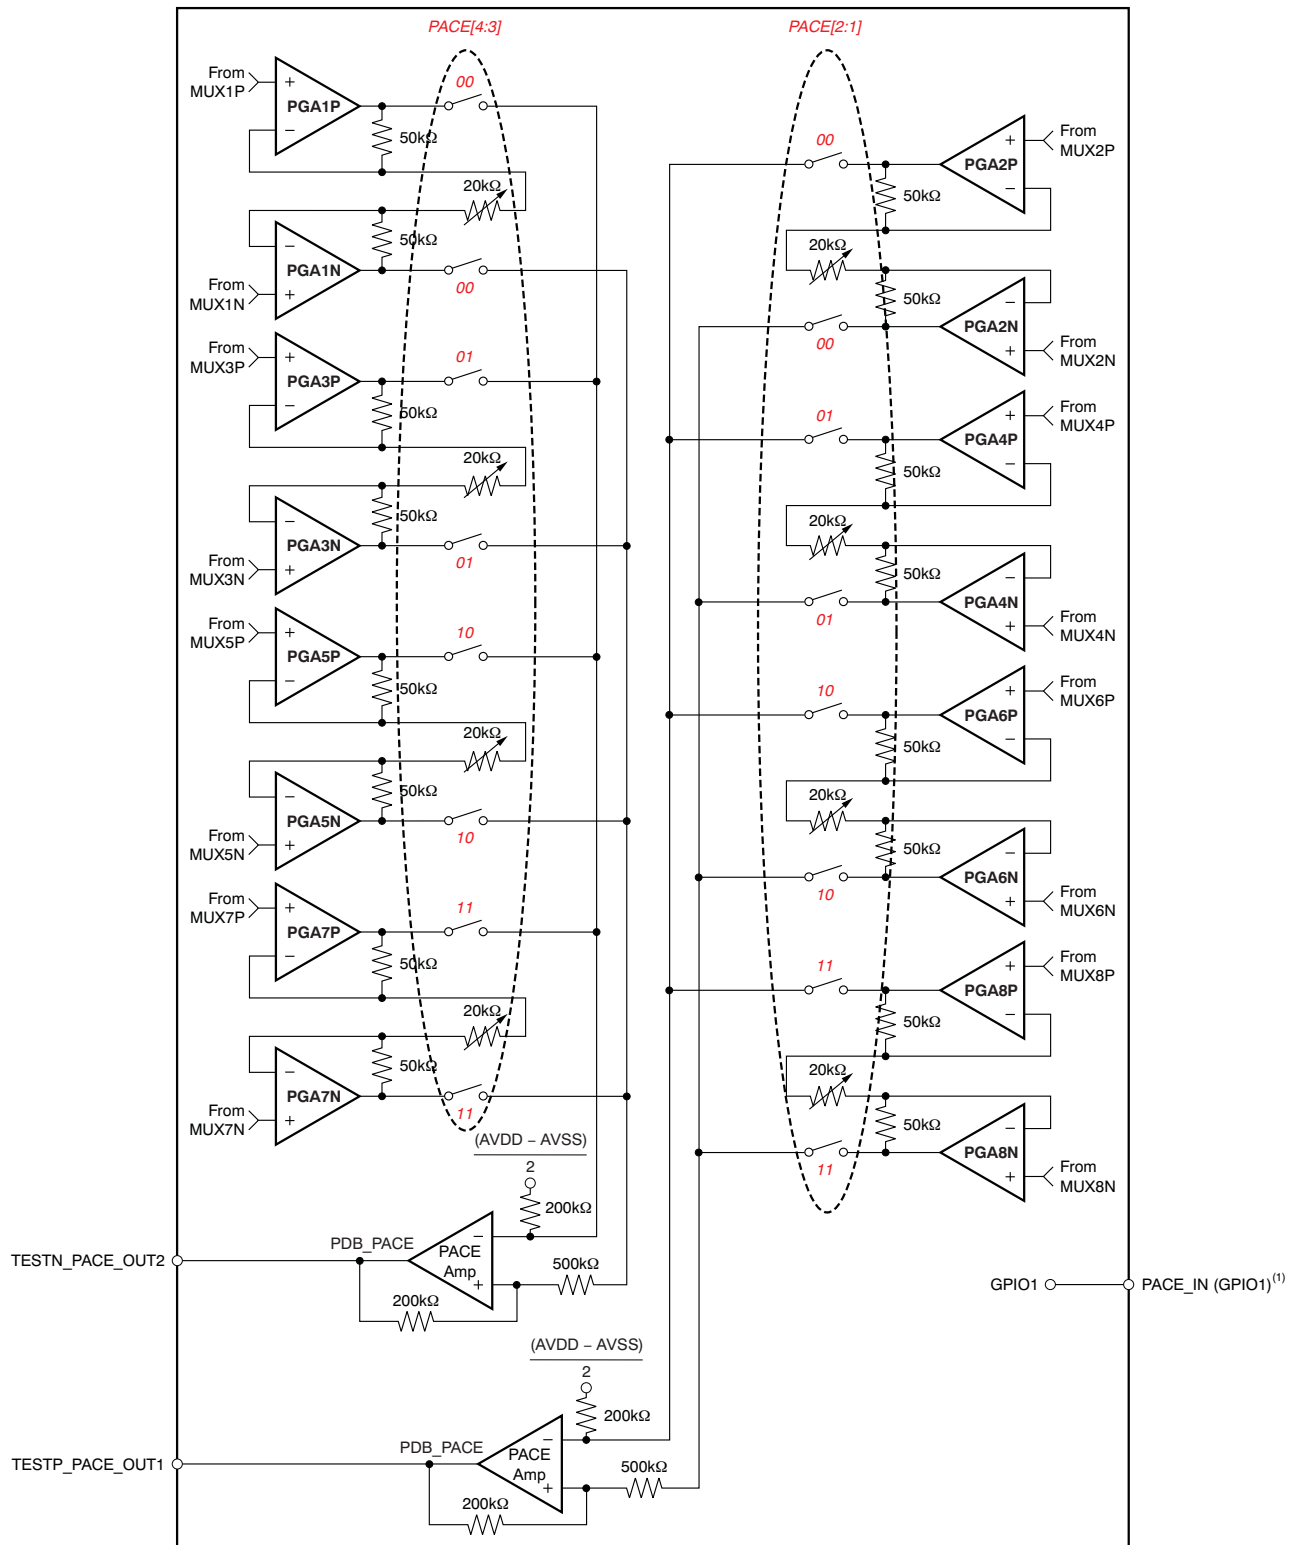 PACE[4:3]
PACE[2:1]
From
MUX1P
+
PGA1P
−
00
50kΩ
20kΩ
−
PGA1N
+
50kΩ
00
From
MUX1N
From
MUX3P
+
PGA3P
−
01
50kΩ
20kΩ
−
PGA3N
+
50kΩ
01
From
MUX3N
From
MUX5P
+
PGA5P
−
10
50kΩ
20kΩ
−
PGA5N
+
50kΩ
10
From
MUX5N
From
MUX7P
+
PGA7P
−
11
50kΩ
20kΩ
−
PGA7N
+
50kΩ
11
From
MUX7N
00
+
PGA2P
−
From
MUX2P
50kΩ
20kΩ
50kΩ
−
PGA2N
+
00
From
MUX2N
01
+
PGA4P
−
From
MUX4P
50kΩ
20kΩ
50kΩ
−
PGA4N
+
01
From
MUX4N
10
+
PGA6P
−
From
MUX6P
50kΩ
20kΩ
50kΩ
−
PGA6N
+
10
From
MUX6N
11
+
PGA8P
−
From
MUX8P
50kΩ
20kΩ
50kΩ
−
PGA8N
+
11
From
MUX8N
(AVDD − AVSS)
2
200kΩ
TESTN_PACE_OUT2
PDB_PACE
−
PACE
Amp
+
500kΩ
200kΩ
GPIO1
PACE_IN (GPIO1)(1)
(AVDD − AVSS)
2
200kΩ
TESTP_PACE_OUT1
PDB_PACE
−
PACE
Amp
+
500kΩ
200kΩ